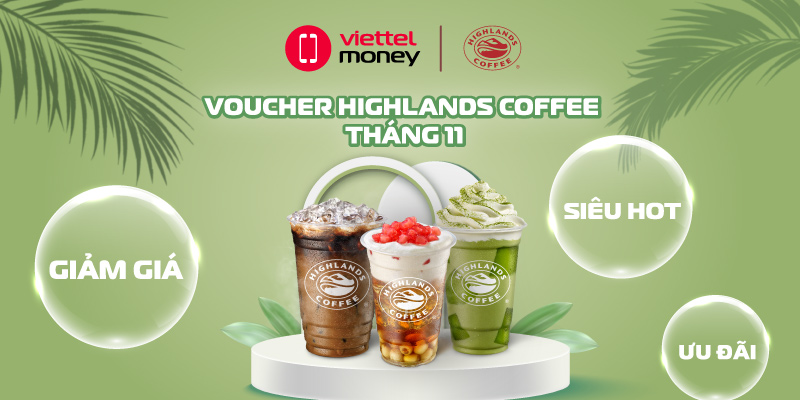 viettel
money
HIGHLANDS
COFFEE
VOUCHER HIGHLANDS COFFEE
THÁNG 11
GIẢM GIÁ
SIÊU HOT
ƯU ĐÃI
HIGHLANDS
COFFEE
HIGHLANDS
COFFEE
HIGHLANDS
COFFEE